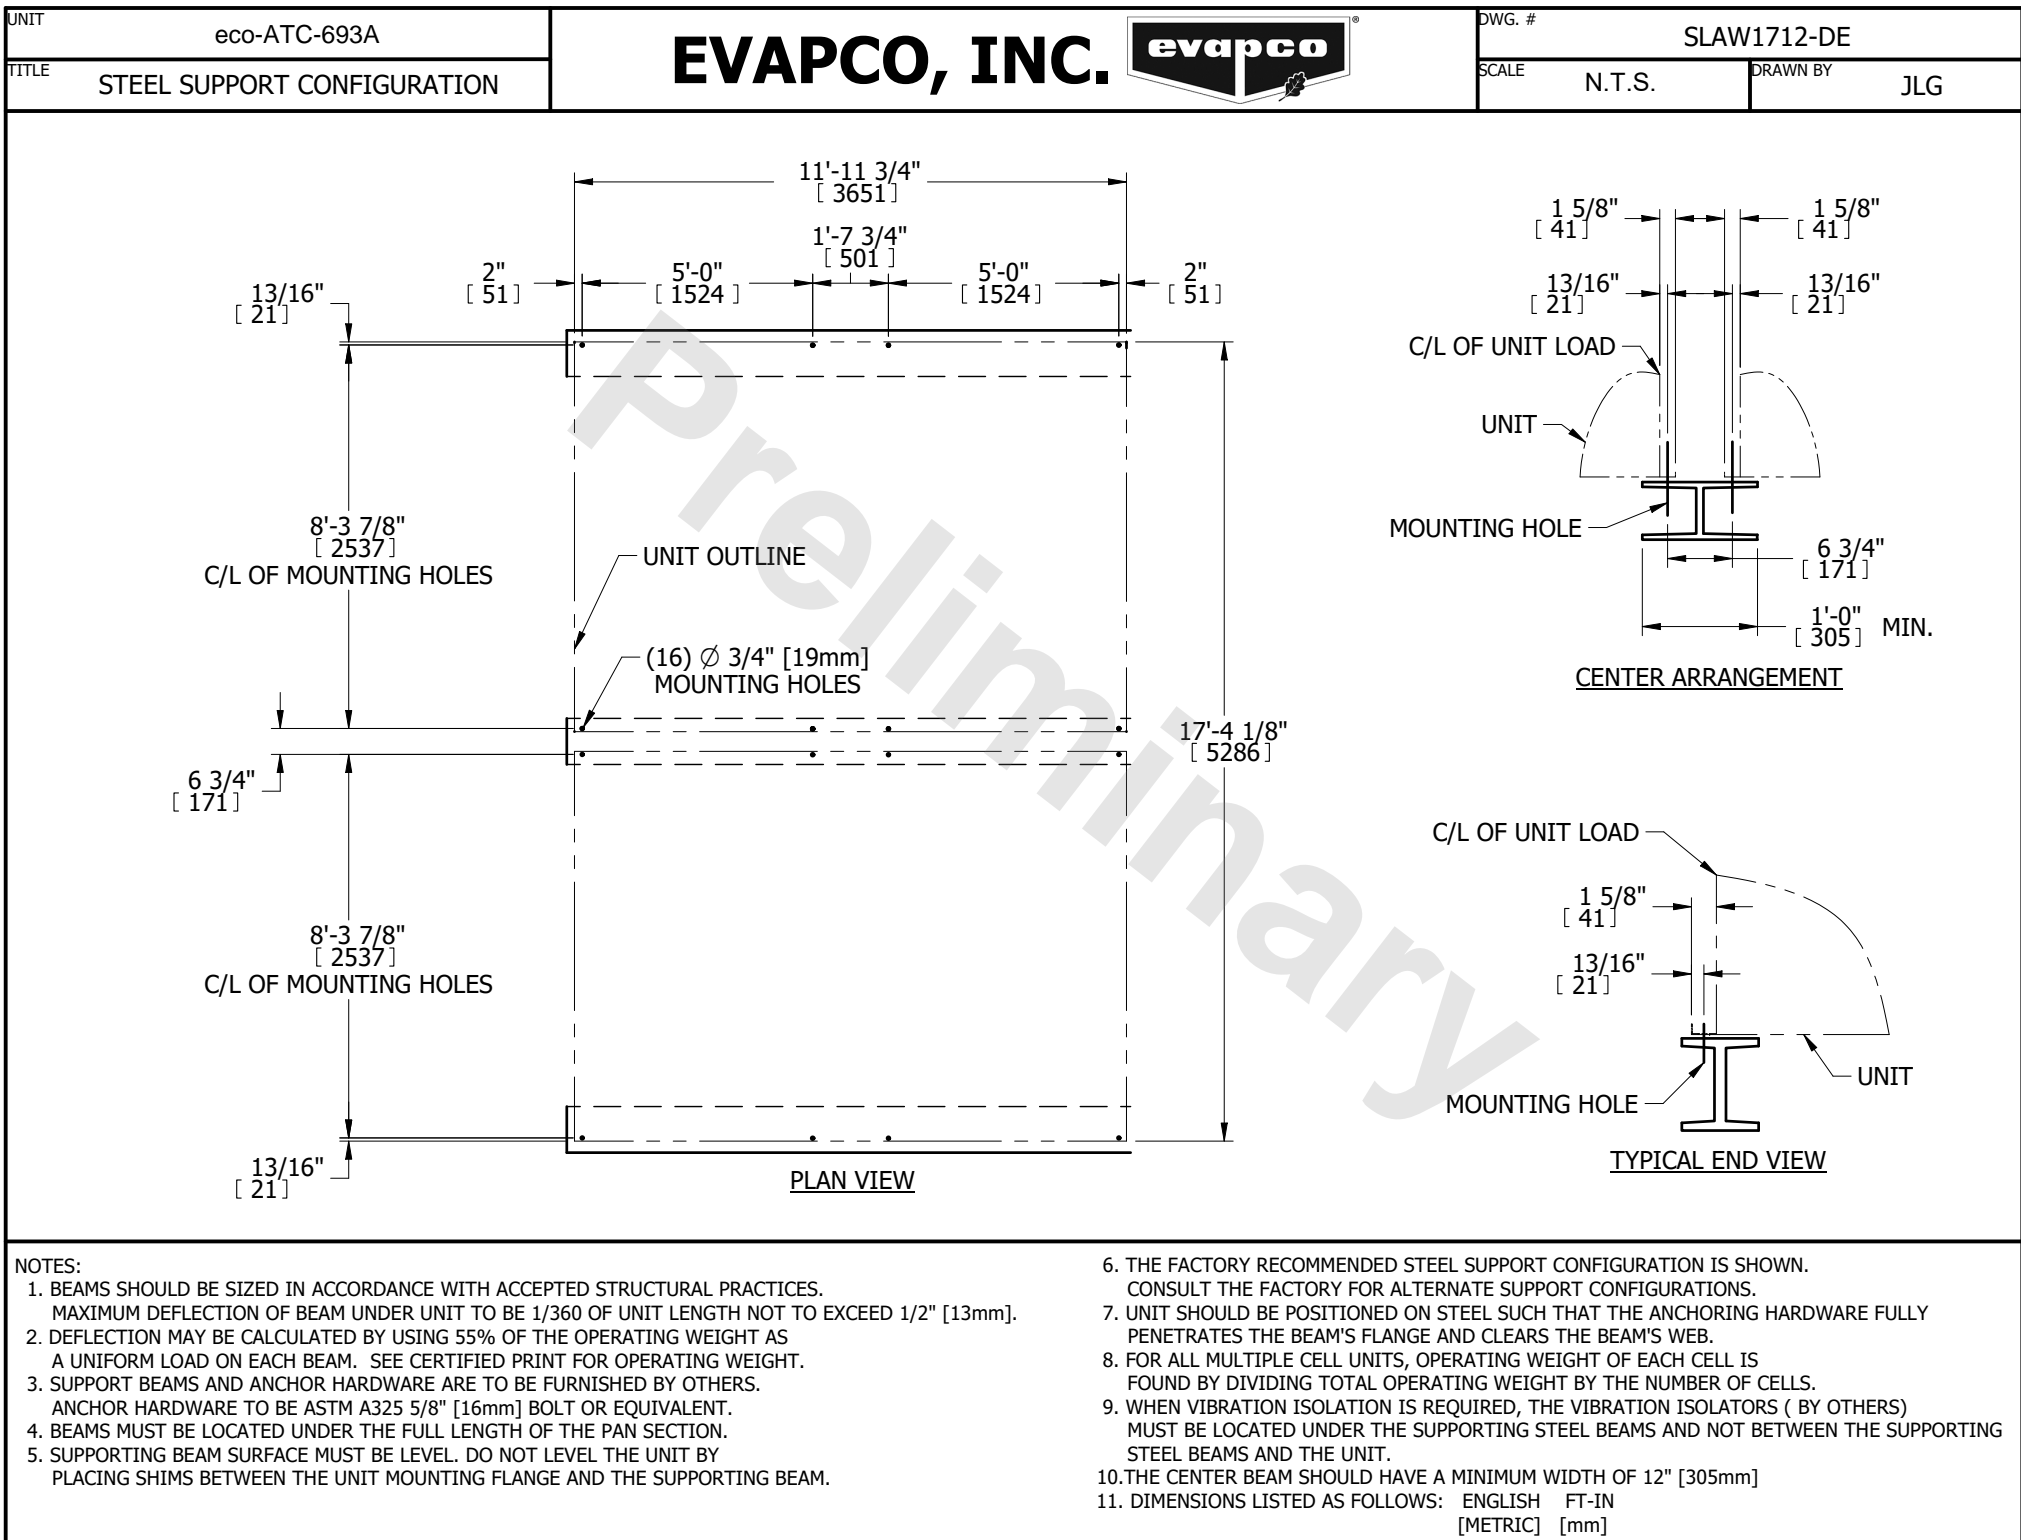 UNIT
eco-ATC-693A
TITLE
STEEL SUPPORT CONFIGURATION
EVAPCO, INC.
evapco
®
DWG. #
SLAW1712-DE
SCALE
N.T.S.
DRAWN BY
JLG
11'-11 3/4"
[ 3651]
1'-7 3/4"
[ 501 ]
2"
[ 51]
5'-0"
[ 1524 ]
5'-0"
[ 1524]
2"
[ 51]
13/16"
[ 21]
8'-3 7/8"
[ 2537]
C/L OF MOUNTING HOLES
UNIT OUTLINE
(16) Ø 3/4" [19mm]
MOUNTING HOLES
6 3/4"
[ 171]
17'-4 1/8"
[ 5286]
8'-3 7/8"
[ 2537]
C/L OF MOUNTING HOLES
13/16"
[ 21]
PLAN VIEW
Preliminary
1 5/8"
[ 41]
1 5/8"
[ 41]
13/16"
[ 21]
13/16"
[ 21]
C/L OF UNIT LOAD
UNIT
MOUNTING HOLE
6 3/4"
[ 171]
1'-0"
[ 305] MIN.
CENTER ARRANGEMENT
C/L OF UNIT LOAD
1 5/8"
[ 41]
13/16"
[ 21]
UNIT
MOUNTING HOLE
TYPICAL END VIEW
NOTES:
1. BEAMS SHOULD BE SIZED IN ACCORDANCE WITH ACCEPTED STRUCTURAL PRACTICES.
MAXIMUM DEFLECTION OF BEAM UNDER UNIT TO BE 1/360 OF UNIT LENGTH NOT TO EXCEED 1/2" [13mm].
2. DEFLECTION MAY BE CALCULATED BY USING 55% OF THE OPERATING WEIGHT AS
A UNIFORM LOAD ON EACH BEAM. SEE CERTIFIED PRINT FOR OPERATING WEIGHT.
3. SUPPORT BEAMS AND ANCHOR HARDWARE ARE TO BE FURNISHED BY OTHERS.
ANCHOR HARDWARE TO BE ASTM A325 5/8" [16mm] BOLT OR EQUIVALENT.
4. BEAMS MUST BE LOCATED UNDER THE FULL LENGTH OF THE PAN SECTION.
5. SUPPORTING BEAM SURFACE MUST BE LEVEL. DO NOT LEVEL THE UNIT BY
PLACING SHIMS BETWEEN THE UNIT MOUNTING FLANGE AND THE SUPPORTING BEAM.
6. THE FACTORY RECOMMENDED STEEL SUPPORT CONFIGURATION IS SHOWN.
CONSULT THE FACTORY FOR ALTERNATE SUPPORT CONFIGURATIONS.
7. UNIT SHOULD BE POSITIONED ON STEEL SUCH THAT THE ANCHORING HARDWARE FULLY
PENETRATES THE BEAM'S FLANGE AND CLEARS THE BEAM'S WEB.
8. FOR ALL MULTIPLE CELL UNITS, OPERATING WEIGHT OF EACH CELL IS
FOUND BY DIVIDING TOTAL OPERATING WEIGHT BY THE NUMBER OF CELLS.
9. WHEN VIBRATION ISOLATION IS REQUIRED, THE VIBRATION ISOLATORS ( BY OTHERS)
MUST BE LOCATED UNDER THE SUPPORTING STEEL BEAMS AND NOT BETWEEN THE SUPPORTING
STEEL BEAMS AND THE UNIT.
10.THE CENTER BEAM SHOULD HAVE A MINIMUM WIDTH OF 12" [305mm]
11. DIMENSIONS LISTED AS FOLLOWS: ENGLISH FT-IN
[METRIC] [mm]